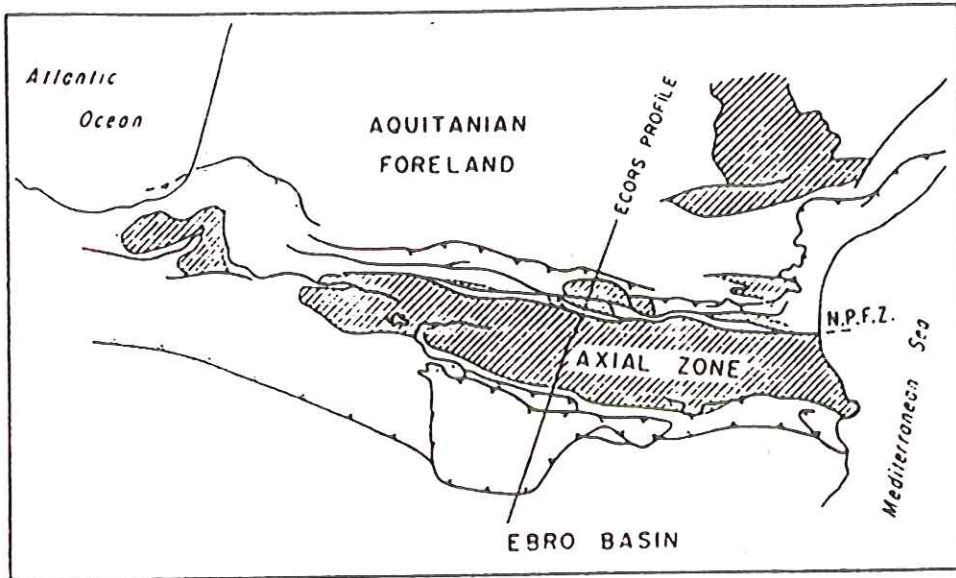 Atlantic
Ocean
AQUITANIAN
FORELAND
ECORS PROFILE
N.P.F.Z.
AXIAL ZONE
Mediterranean Sea
EBRO BASIN